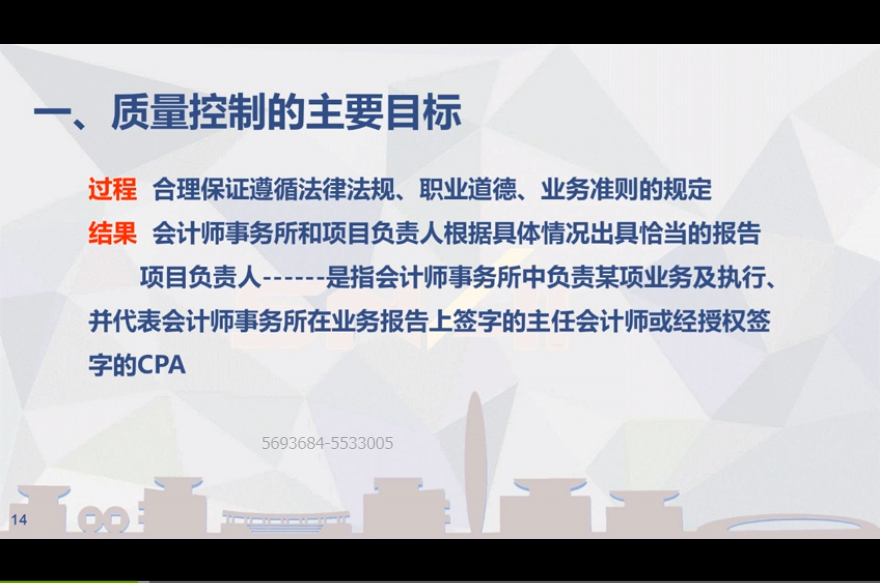 一、质量控制的主要目标
过程 合理保证遵循法律法规、职业道德、业务准则的规定
结果 会计师事务所和项目负责人根据具体情况出具恰当的报告
项目负责人------是指会计师事务所中负责某项业务及执行、
并代表会计师事务所在业务报告上签字的主任会计师或经授权签
字的CPA
5693684-5533005
14